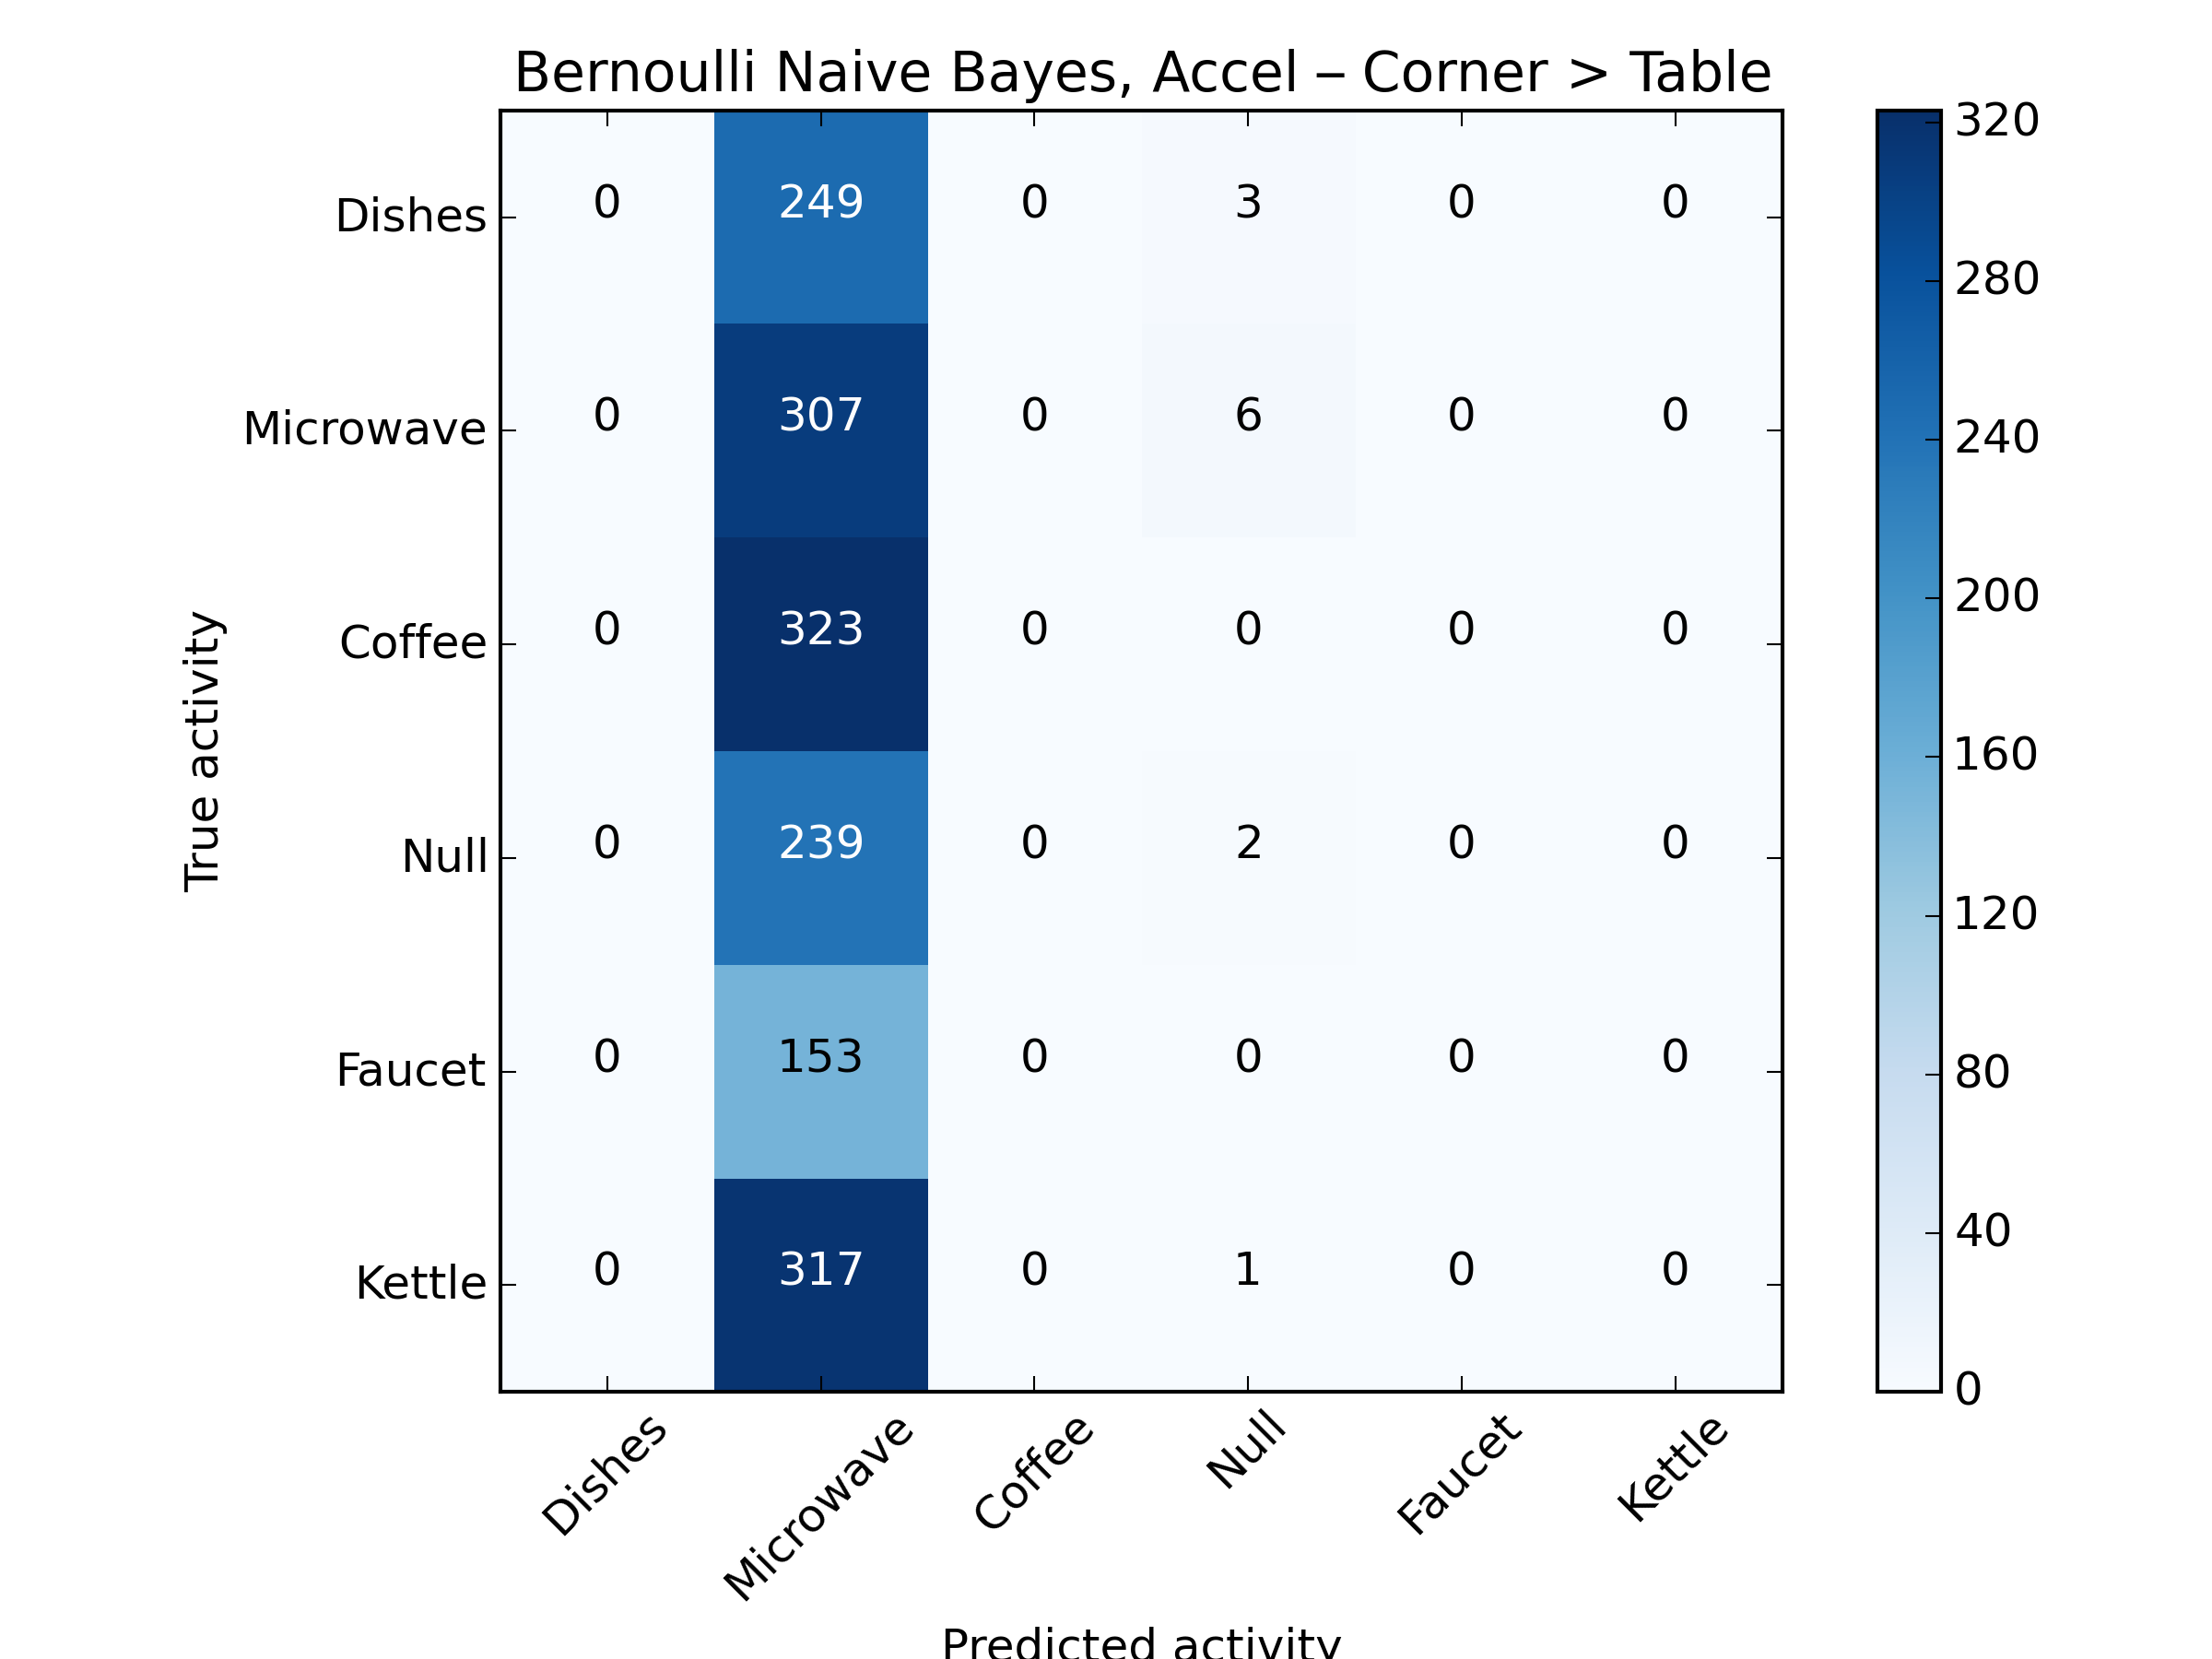 Bernoulli Naive Bayes, Accel – Corner > Table
Dishes 0 249 0 3 0 0
Microwave 0 307 0 6 0 0
Coffee 0 323 0 0 0 0
Null 0 239 0 2 0 0
Faucet 0 153 0 0 0 0
Kettle 0 317 0 1 0 0
True activity
Dishes Microwave Coffee Null Faucet Kettle
Predicted activity
320
280
240
200
160
120
80
40
0